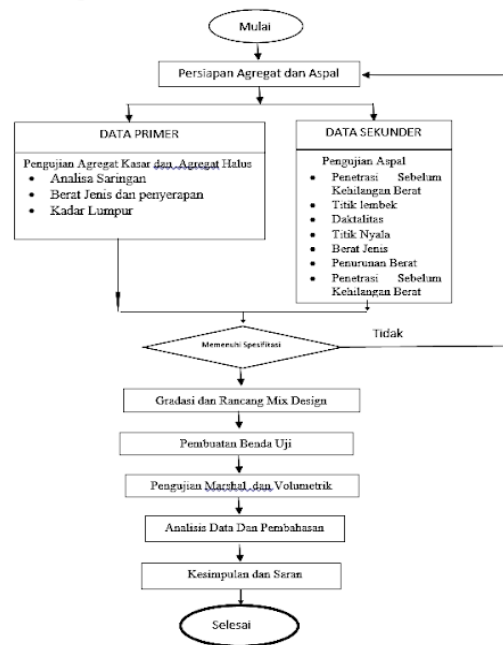 Mulai
Persiapan Agregat dan Aspal
DATA PRIMER
Pengujian Agregat Kasar dan Agregat Halus
• Analisa Saringan
• Berat Jenis dan penyerapan
• Kadar Lumpur
DATA SEKUNDER
Pengujian Aspal
• Penetrasi Sebelum
Kehilangan Berat
• Titik lembek
• Daktalitas
• Titik Nyala
• Berat Jenis
• Penurunan Berat
• Penetrasi Sebelum
Kehilangan Berat
Memenuhi Spesifikasi
Tidak
Gradasi dan Rancang Mix Design
Pembuatan Benda Uji
Pengujian Marshal dan Volumetrik
Analisis Data Dan Pembahasan
Kesimpulan dan Saran
Selesai